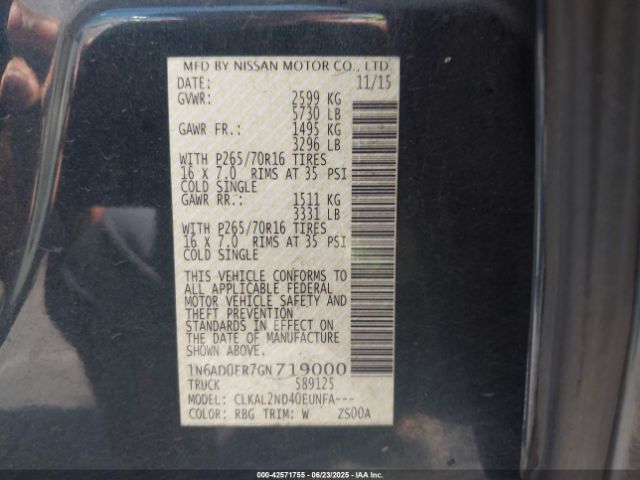 MFD BY NISSAN MOTOR CO., LTD
DATE: 11/15
GVWR: 2599 KG
5730 LB
GAWR FR.: 1495 KG
3296 LB
WITH P265/70R16 TIRES
16 X 7.0 RIMS AT 35 PSI
COLD SINGLE
GAWR RR.: 1511 KG
3331 LB
WITH P265/70R16 TIRES
16 X 7.0 RIMS AT 35 PSI
COLD SINGLE
THIS VEHICLE CONFORMS TO
ALL APPLICABLE FEDERAL
MOTOR VEHICLE SAFETY AND
THEFT PREVENTION
STANDARDS IN EFFECT ON
THE DATE OF MANUFACTURE
SHOWN ABOVE.
1N6AD0ER7GN719000
TRUCK 589125
MODEL: CLKAL2ND40EUNFA---
COLOR: RBG TRIM: W ZS00A
000-42571755 - 06/23/2025 - IAAI.COM